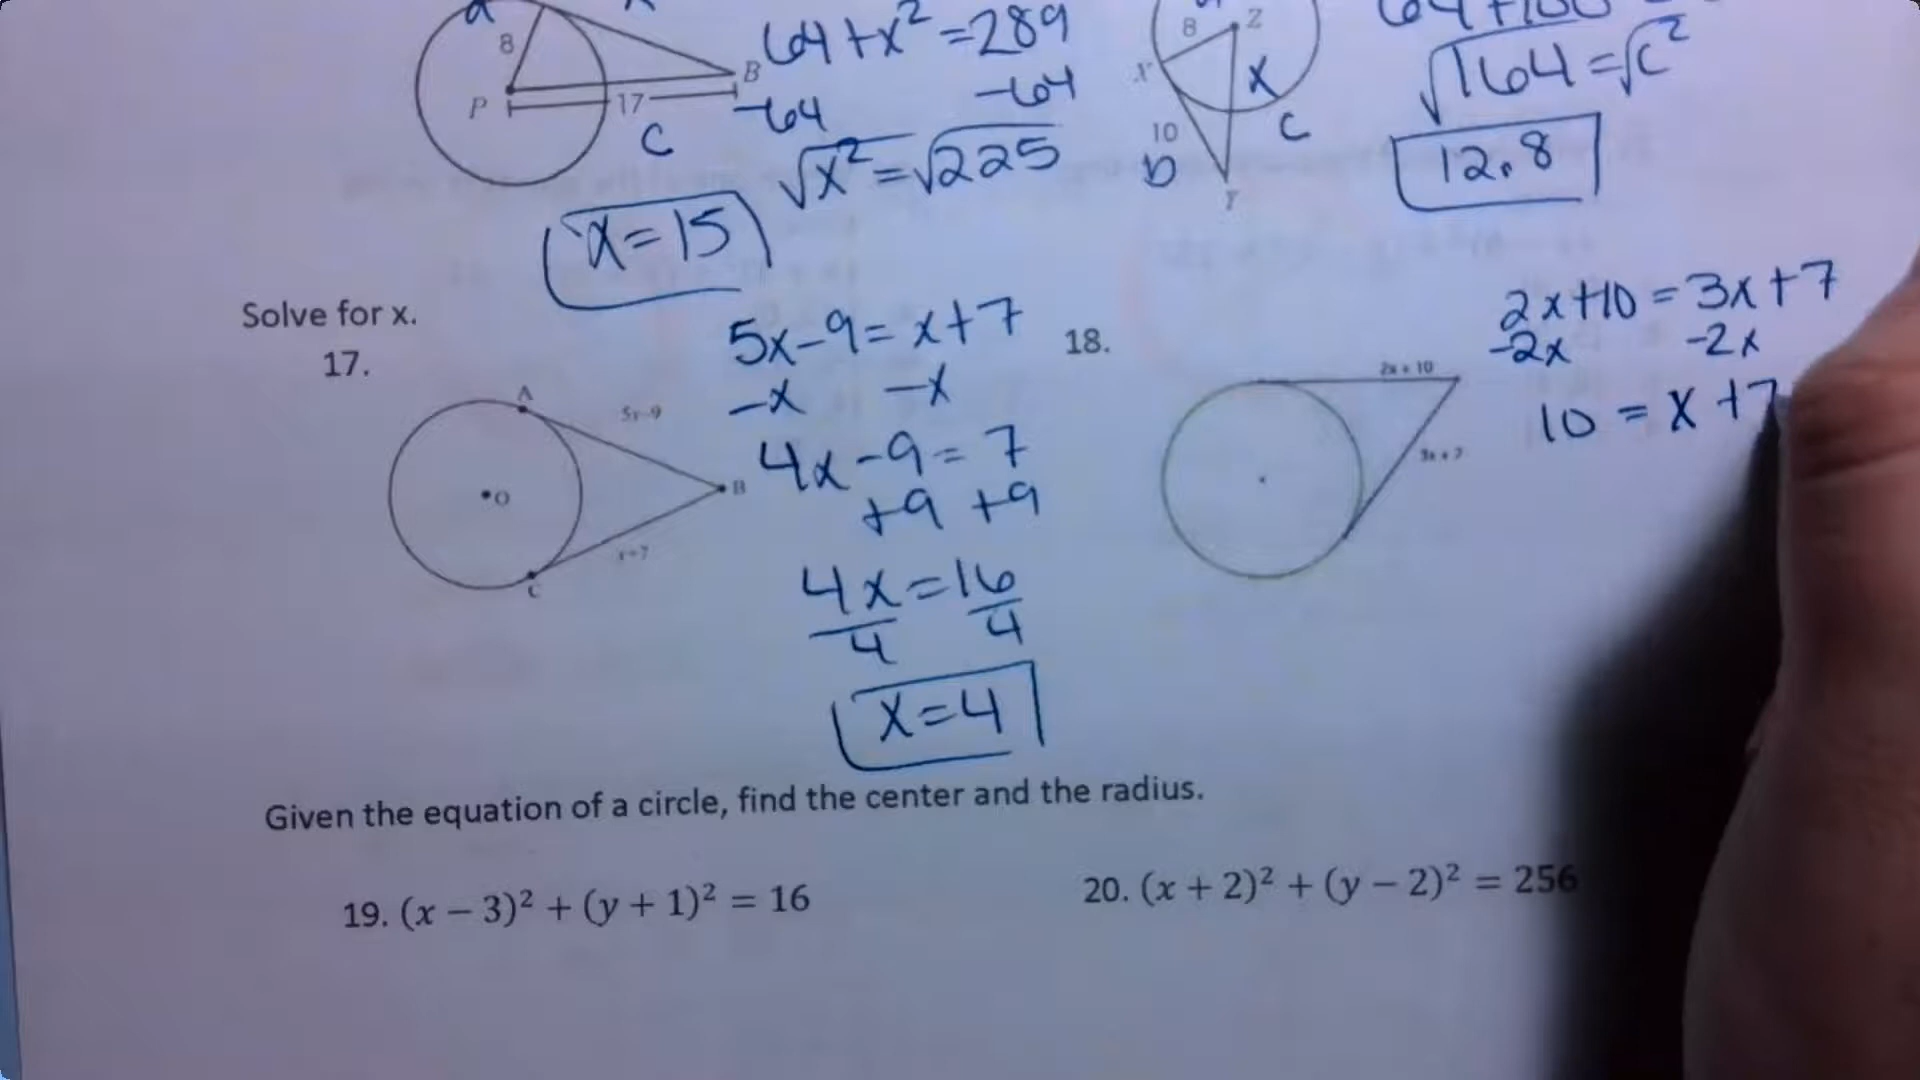 a
8
P
17
B
C
64 + x² = 289
-64 -64
√x² = √225
x = 15
8
Z
X
X
10
b
C
Y
√164 = √c²
12.8
Solve for x.
17.
A
5x-9
O
B
x+7
C
5x - 9 = x + 7
-x -x
4x - 9 = 7
+9 +9
4x = 16
4 4
x = 4
18.
2x + 10
3x + 7
2x + 10 = 3x + 7
-2x -2x
10 = x + 7
Given the equation of a circle, find the center and the radius.
19. (x − 3)² + (y + 1)² = 16
20. (x + 2)² + (y − 2)² = 256